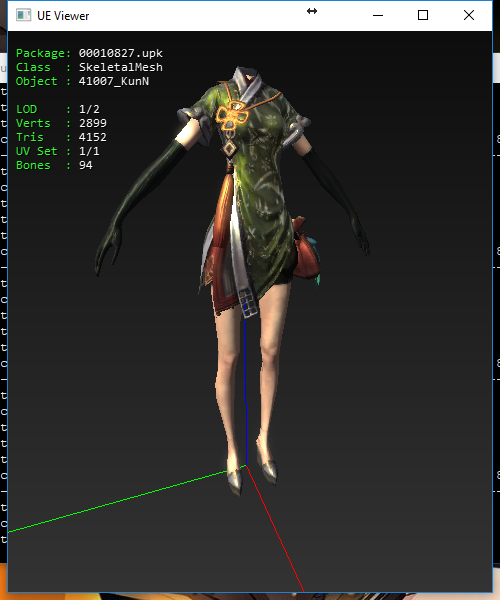 UE Viewer
Package: 00010827.upk
Class  : SkeletalMesh
Object : 41007_KunN
LOD    : 1/2
Verts  : 2899
Tris   : 4152
UV Set : 1/1
Bones  : 94